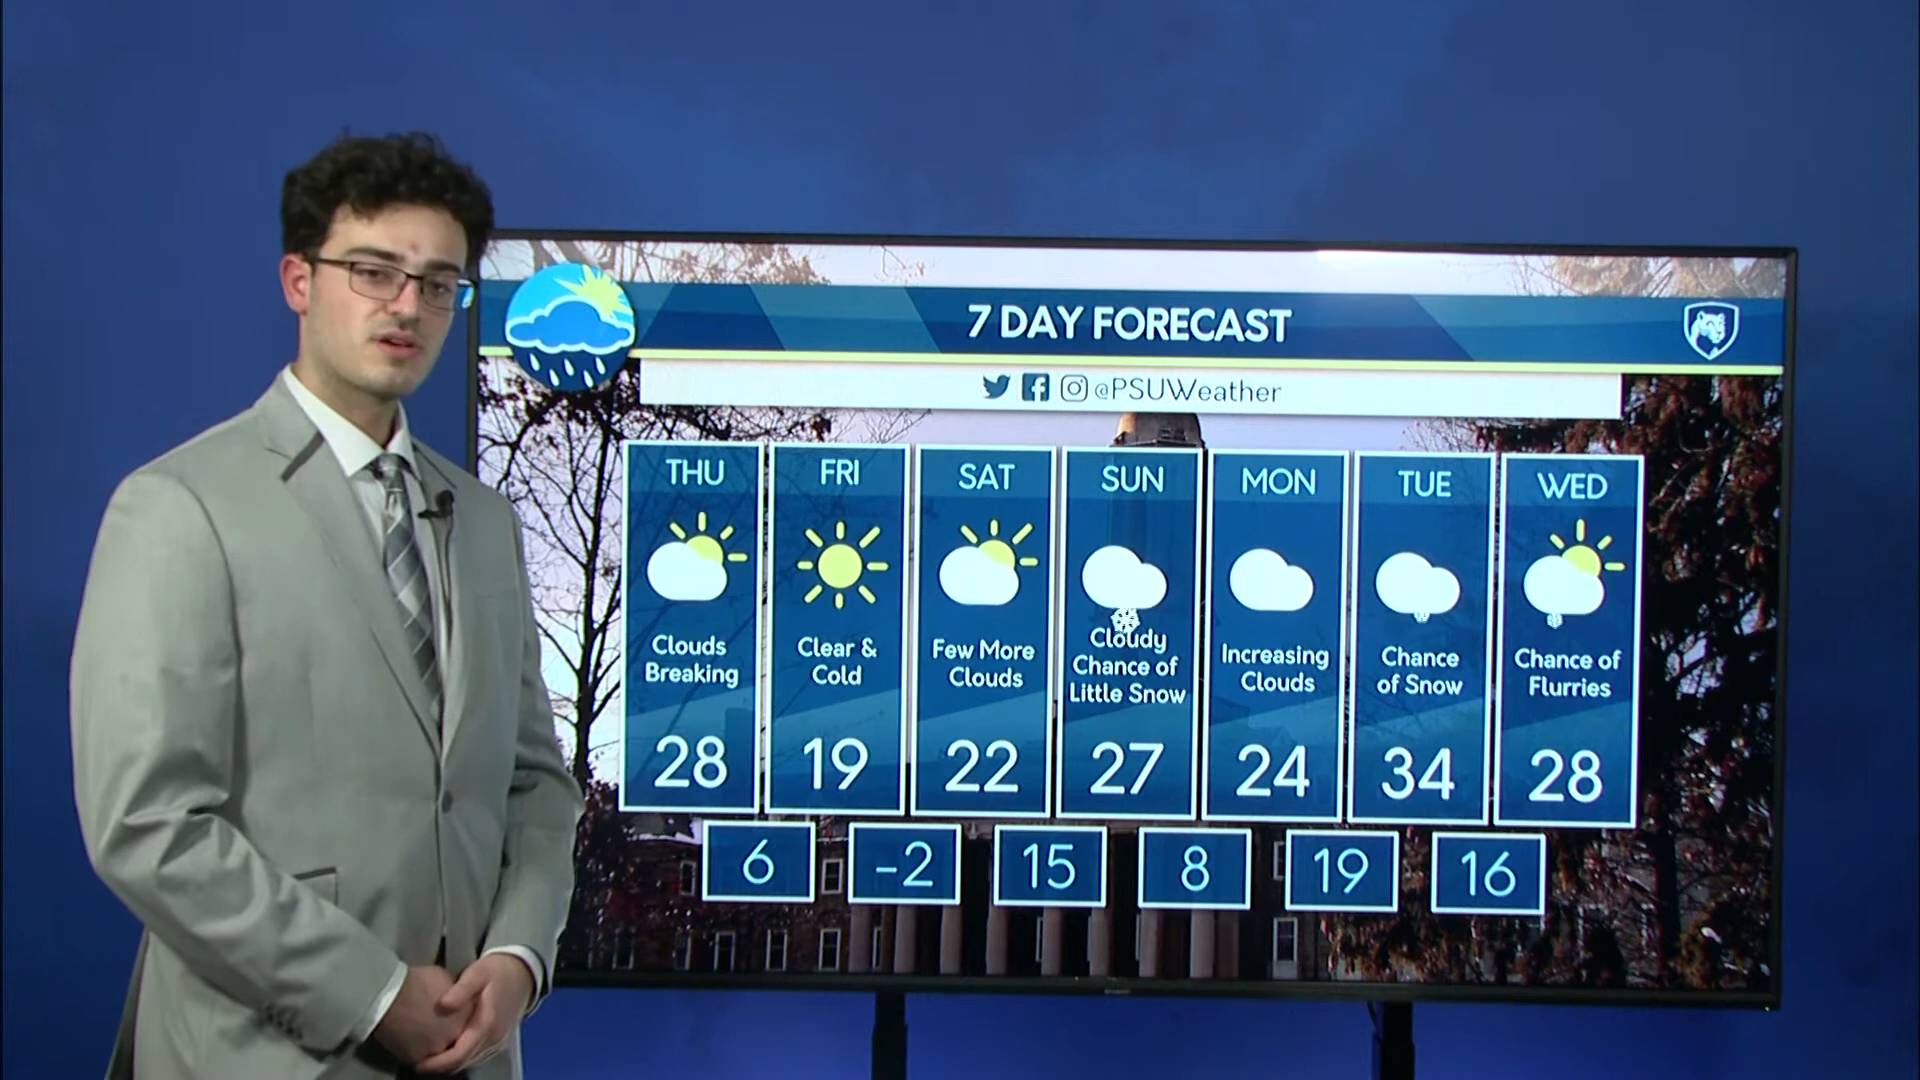 7 DAY FORECAST
@PSUWeather
THU
Clouds
Breaking
28
FRI
Clear &
Cold
19
SAT
Few More
Clouds
22
SUN
Cloudy
Chance of
Little Snow
27
MON
Increasing
Clouds
24
TUE
Chance
of Snow
34
WED
Chance of
Flurries
28
6
-2
15
8
19
16